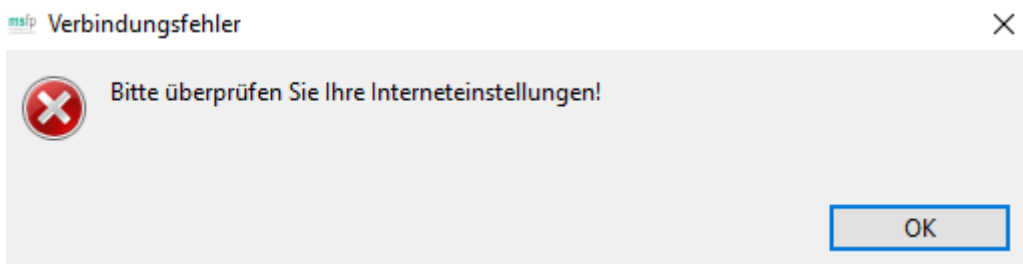 msfp Verbindungsfehler
Bitte überprüfen Sie Ihre Interneteinstellungen!
OK